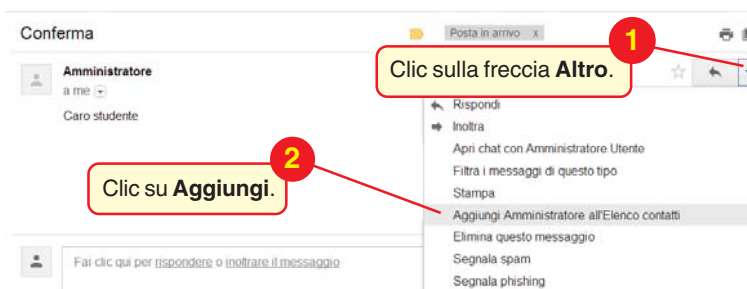 Conferma
Posta in arrivo x
1
Clic sulla freccia Altro.
Amministratore
a me
Caro studente
Rispondi
Inoltra
Apri chat con Amministratore Utente
Filtra i messaggi di questo tipo
Stampa
2
Clic su Aggiungi.
Aggiungi Amministratore all'Elenco contatti
Elimina questo messaggio
Segnala spam
Segnala phishing
Fai clic qui per rispondere o inoltrare il messaggio